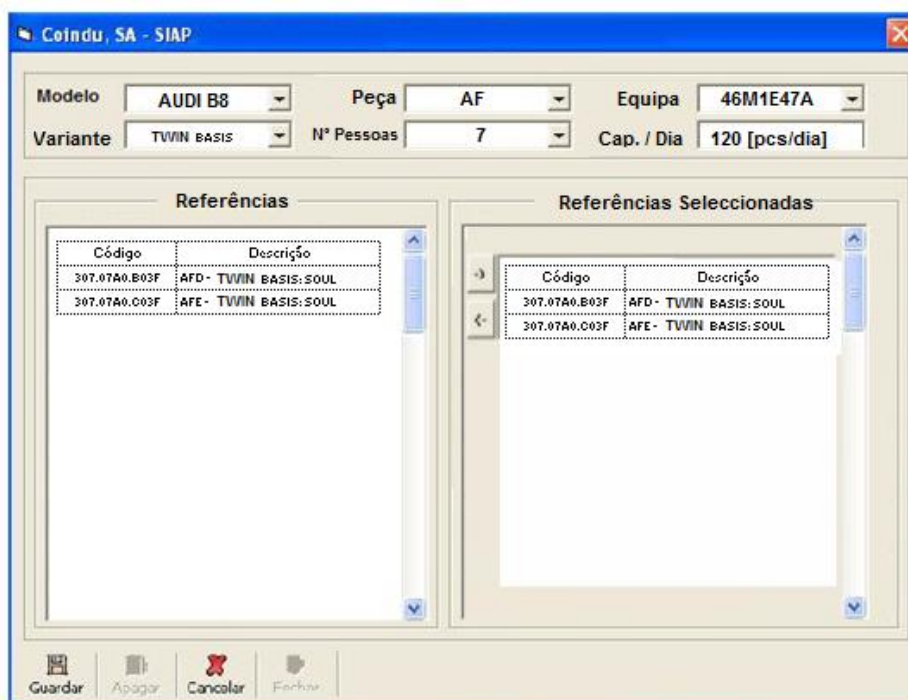 Coindu, SA - SIAP
Modelo AUDI B8 Peça AF Equipa 46M1E47A
Variante TWIN BASIS Nº Pessoas 7 Cap. / Dia 120 [pcs/dia]
Referências
Código Descrição
307.07A0.B03F AFD - TWIN BASIS:SOUL
307.07A0.C03F AFE - TWIN BASIS:SOUL
Referências Seleccionadas
Código Descrição
307.07A0.B03F AFD - TWIN BASIS:SOUL
307.07A0.C03F AFE - TWIN BASIS:SOUL
Guardar Apagar Cancelar Fechar